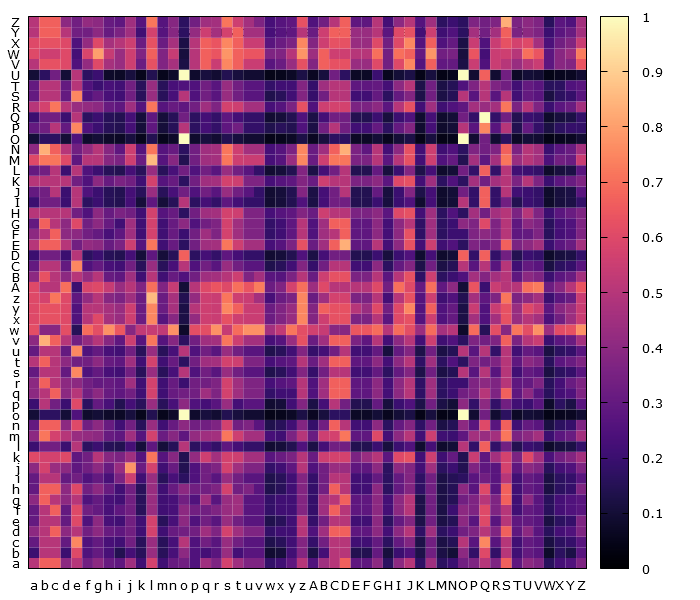 Z
Y
X
W
V
U
T
S
R
Q
P
O
N
M
L
K
J
I
H
G
F
E
D
C
B
A
z
y
x
w
v
u
t
s
r
q
p
o
n
m
l
k
j
i
h
g
f
e
d
c
b
a
a b c d e f g h i j k l m n o p q r s t u v w x y z A B C D E F G H I J K L M N O P Q R S T U V W X Y Z
1
0.9
0.8
0.7
0.6
0.5
0.4
0.3
0.2
0.1
0